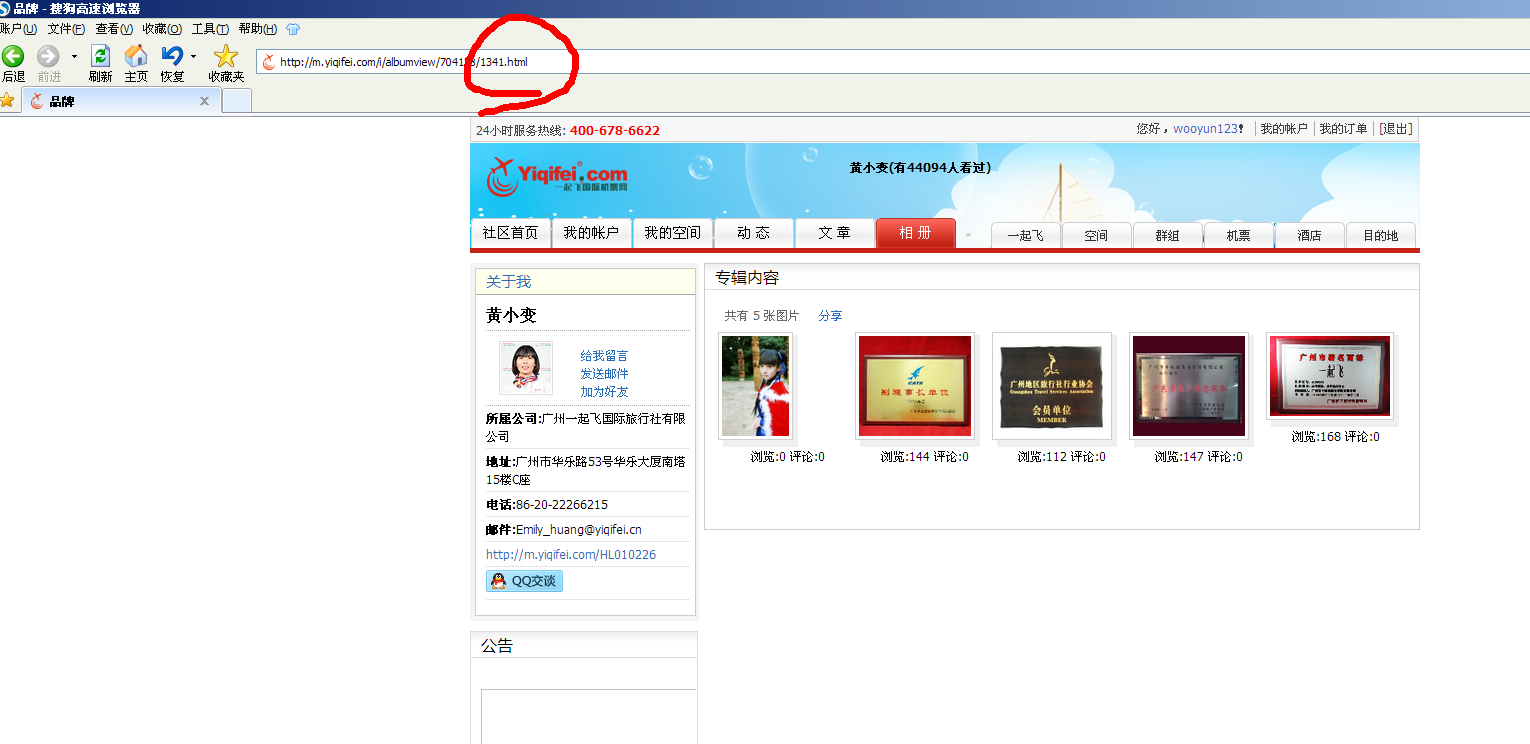 品牌 - 搜狗高速浏览器
账户(U) 文件(F) 查看(V) 收藏(O) 工具(T) 帮助(H)
后退 前进 刷新 主页 恢复 收藏夹
http://m.yiqifei.com/i/albumview/704158/1341.html
品牌 x
24小时服务热线: 400-678-6622 您好，wooyun123! 我的帐户 我的订单 [退出]
Yiqifei.com
一起飞国际机票网
黄小变(有44094人看过)
社区首页 我的帐户 我的空间 动态 文章 相册 一起飞 空间 群组 机票 酒店 目的地
关于我
黄小变
给我留言
发送邮件
加为好友
所属公司:广州一起飞国际旅行社有限
公司
地址:广州市华乐路53号华乐大厦南塔
15楼C座
电话:86-20-22266215
邮件:Emily_huang@yiqifei.cn
http://m.yiqifei.com/HL010226
QQ交谈
公告
专辑内容
共有 5 张图片 分享
副理事长单位
广州地区旅行社行业协会
Guangzhou Travel Services Association
会员单位
MEMBER
广州市著名商标
一起飞
浏览:0 评论:0 浏览:144 评论:0 浏览:112 评论:0 浏览:147 评论:0 浏览:168 评论:0